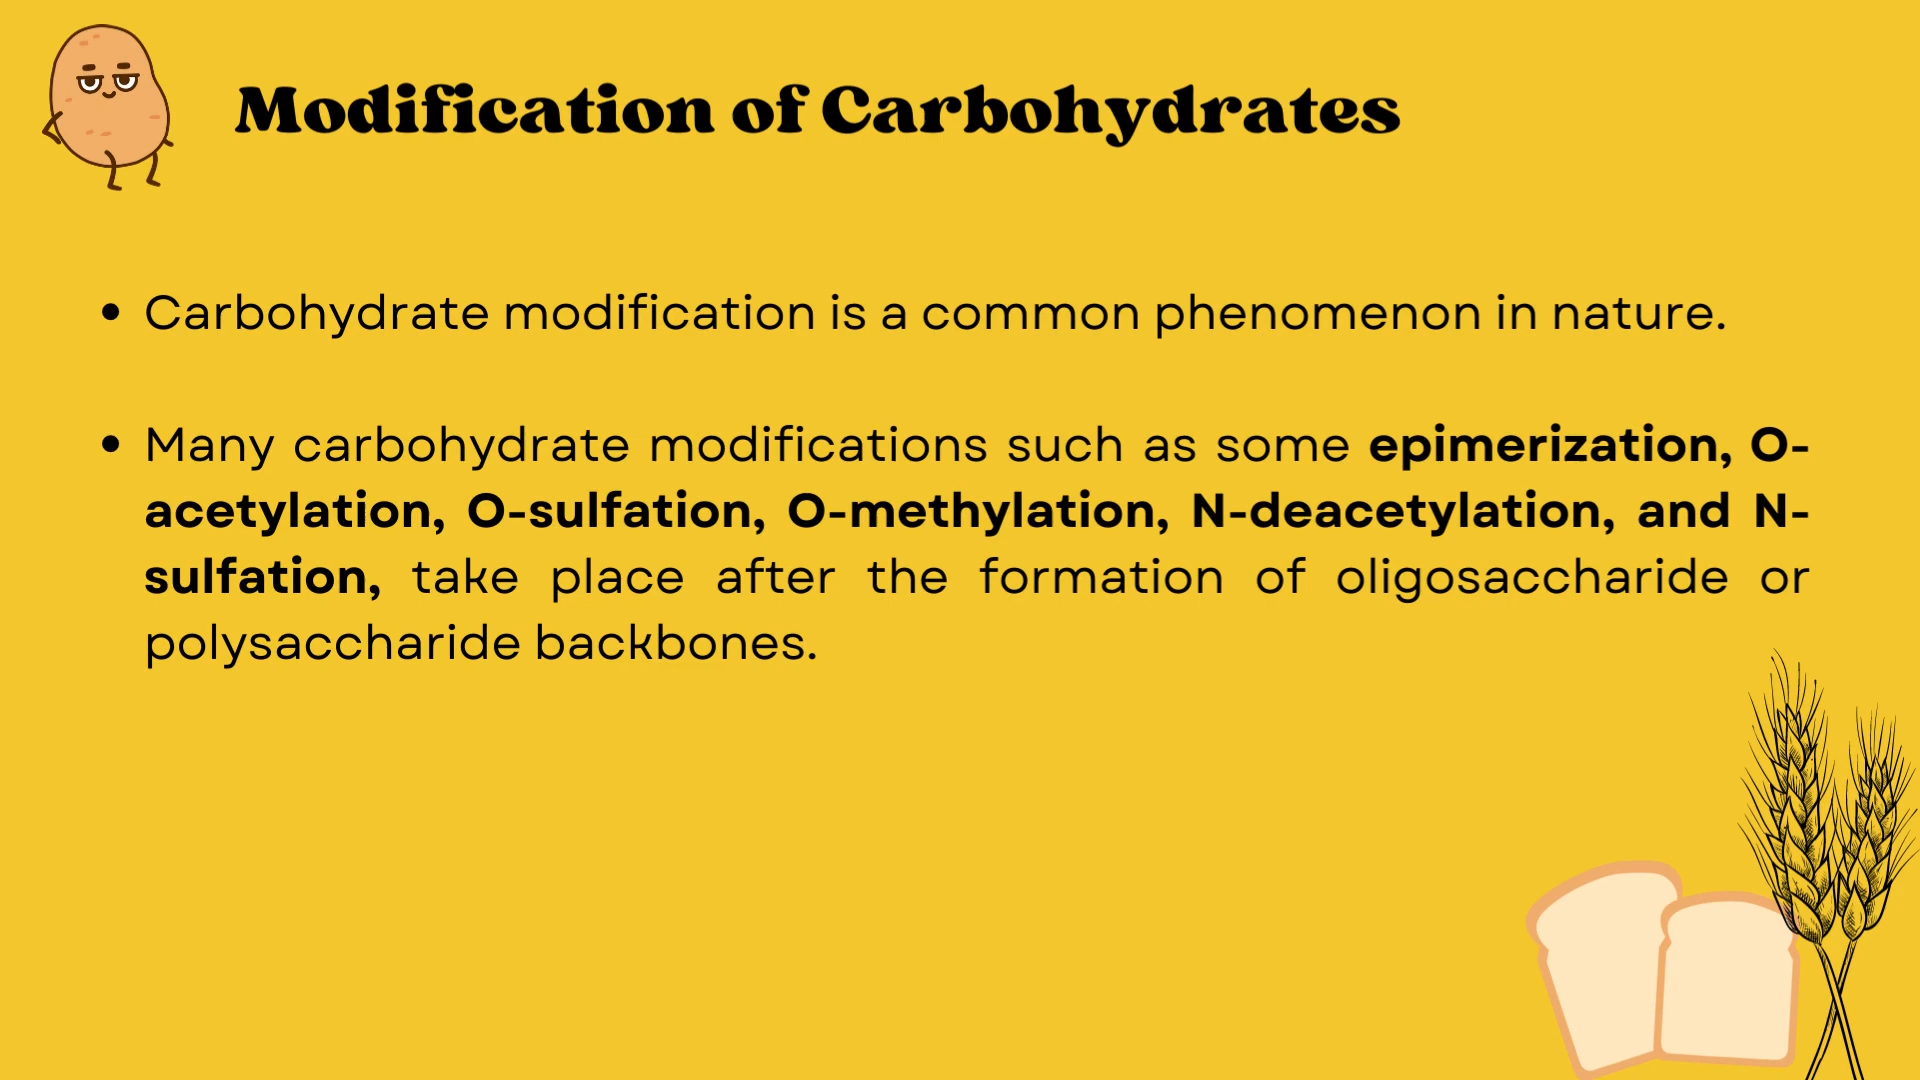 Modification of Carbohydrates
• Carbohydrate modification is a common phenomenon in nature.
• Many carbohydrate modifications such as some epimerization, O-
acetylation, O-sulfation, O-methylation, N-deacetylation, and N-
sulfation, take place after the formation of oligosaccharide or
polysaccharide backbones.